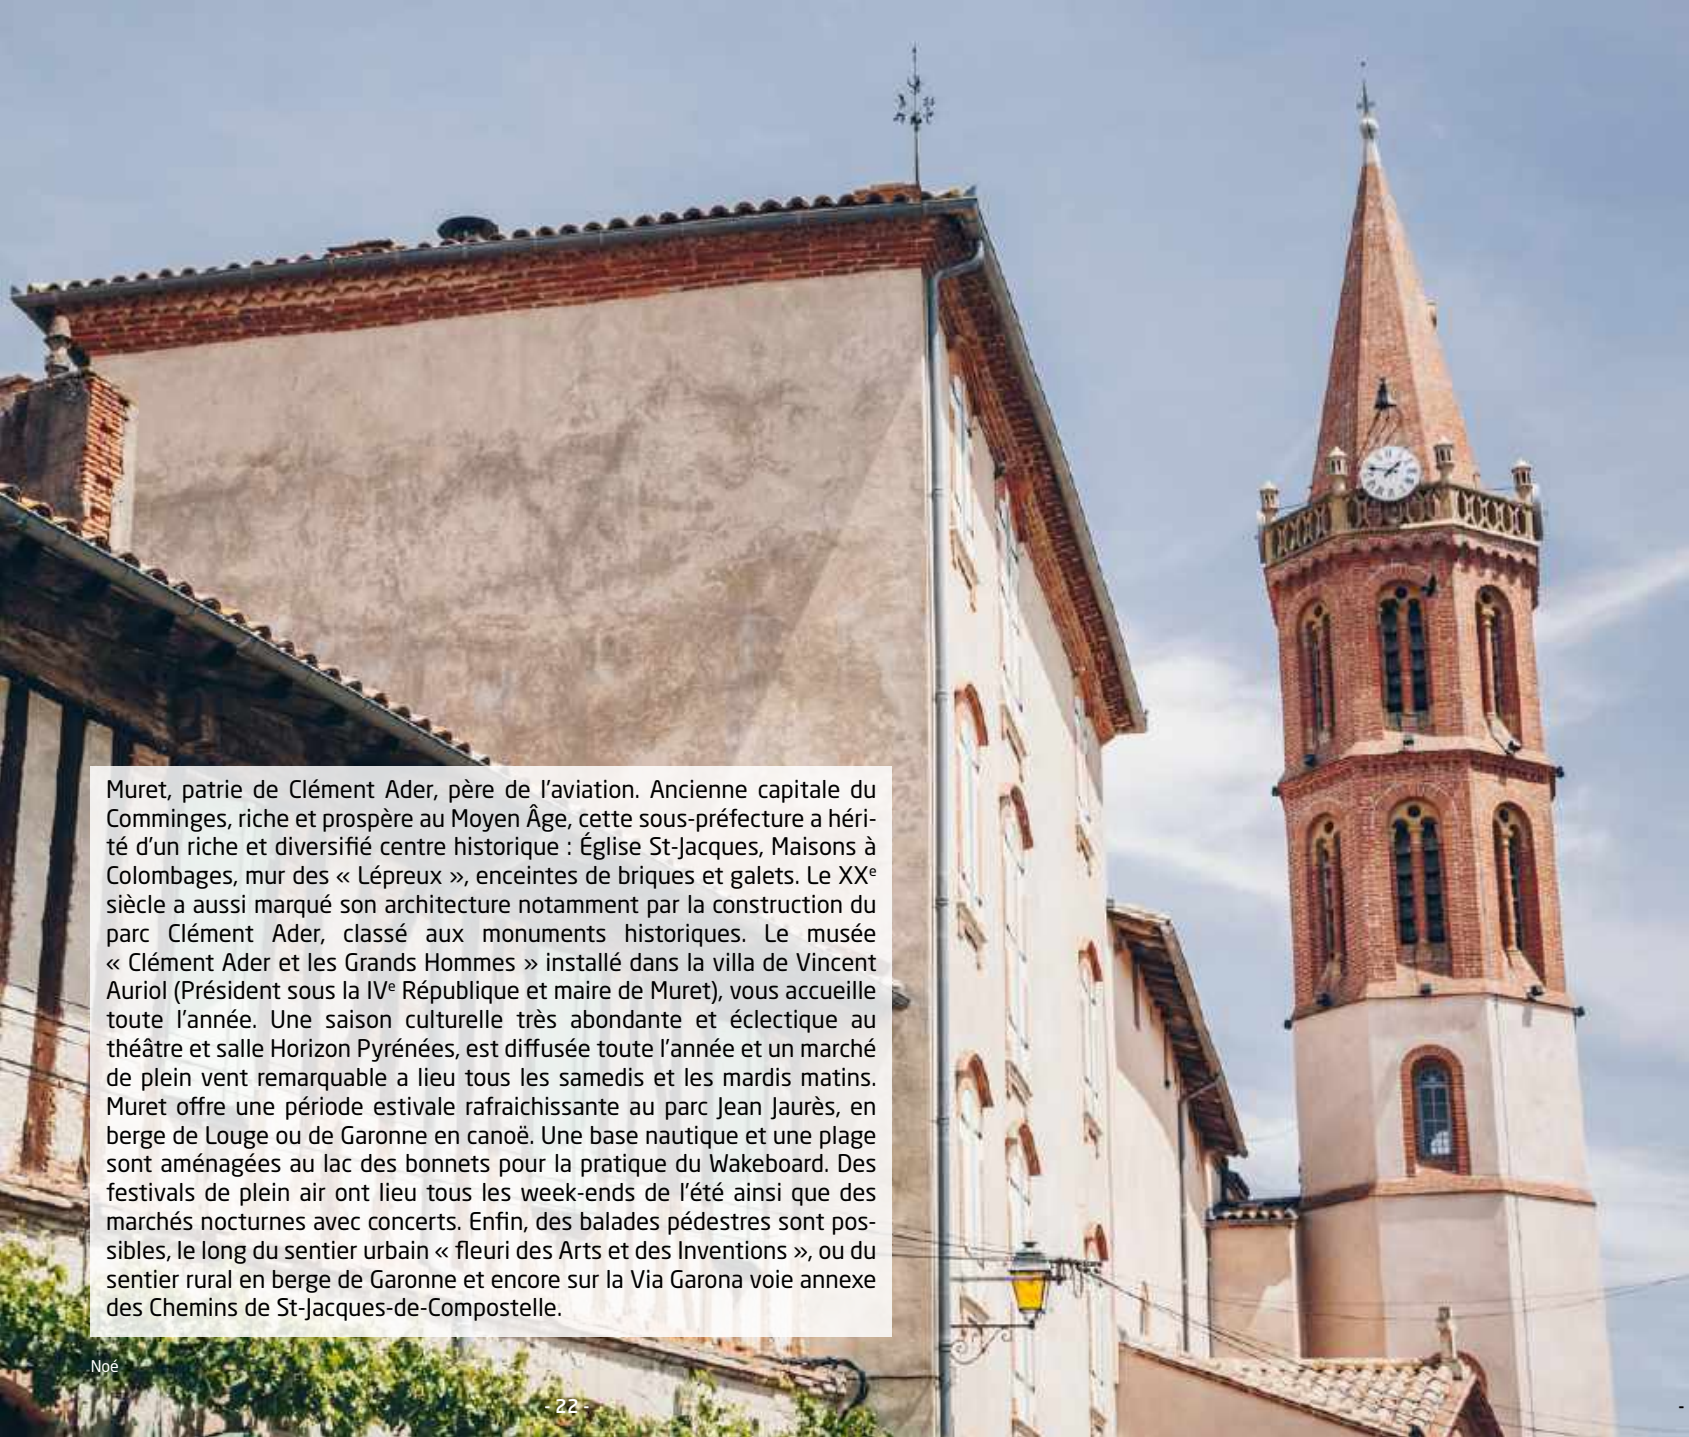 Muret, patrie de Clément Ader, père de l'aviation. Ancienne capitale du
Comminges, riche et prospère au Moyen Âge, cette sous-préfecture a héri-
té d'un riche et diversifié centre historique : Église St-Jacques, Maisons à
Colombages, mur des « Lépreux », enceintes de briques et galets. Le XXᵉ
siècle a aussi marqué son architecture notamment par la construction du
parc Clément Ader, classé aux monuments historiques. Le musée
« Clément Ader et les Grands Hommes » installé dans la villa de Vincent
Auriol (Président sous la IVᵉ République et maire de Muret), vous accueille
toute l'année. Une saison culturelle très abondante et éclectique au
théâtre et salle Horizon Pyrénées, est diffusée toute l'année et un marché
de plein vent remarquable a lieu tous les samedis et les mardis matins.
Muret offre une période estivale rafraichissante au parc Jean Jaurès, en
berge de Louge ou de Garonne en canoë. Une base nautique et une plage
sont aménagées au lac des bonnets pour la pratique du Wakeboard. Des
festivals de plein air ont lieu tous les week-ends de l'été ainsi que des
marchés nocturnes avec concerts. Enfin, des balades pédestres sont pos-
sibles, le long du sentier urbain « fleuri des Arts et des Inventions », ou du
sentier rural en berge de Garonne et encore sur la Via Garona voie annexe
des Chemins de St-Jacques-de-Compostelle.
Noé
- 22 -
-